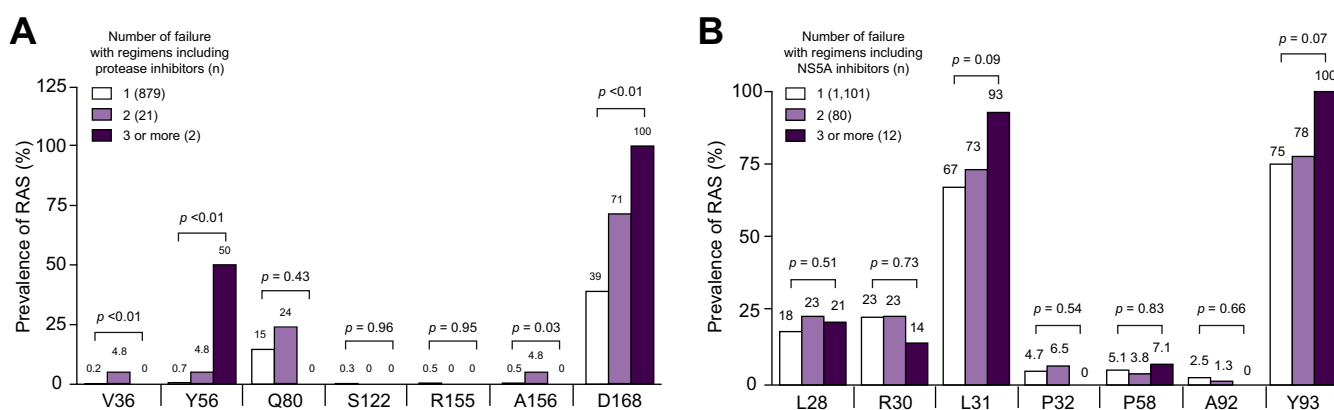 A
Number of failure
with regimens including
protease inhibitors (n)
1 (879)
2 (21)
3 or more (2)
Prevalence of RAS (%)
125
100
75
50
25
0
p <0.01
0.2 4.8 0
p <0.01
0.7 4.8 50
p = 0.43
15 24 0
p = 0.96
0.3 0 0
p = 0.95
0.5 0 0
p = 0.03
0.5 4.8 0
p <0.01
39 71 100
V36 Y56 Q80 S122 R155 A156 D168
B
Number of failure
with regimens including
NS5A inhibitors (n)
1 (1,101)
2 (80)
3 or more (12)
Prevalence of RAS (%)
100
75
50
25
0
p = 0.51
18 23 21
p = 0.73
23 23 14
p = 0.09
67 73 93
p = 0.54
4.7 6.5 0
p = 0.83
5.1 3.8 7.1
p = 0.66
2.5 1.3 0
p = 0.07
75 78 100
L28 R30 L31 P32 P58 A92 Y93